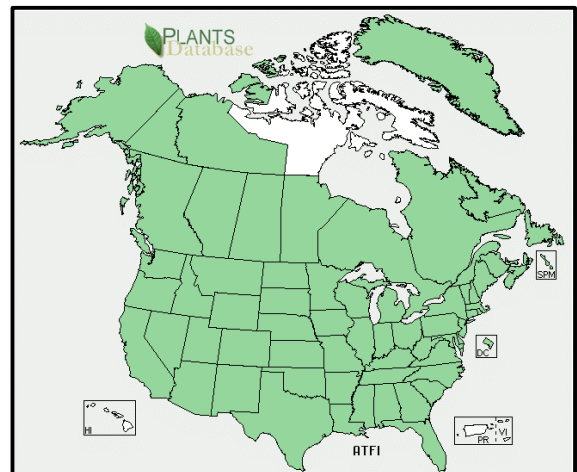 PLANTS
Database
SPM
DC
HI
PR
VI
ATFI